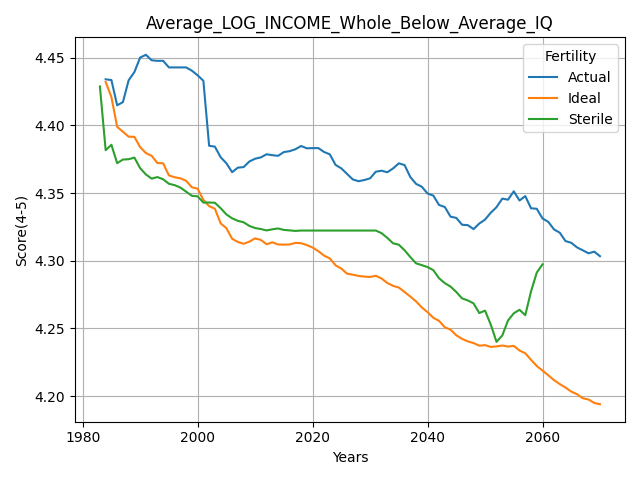 Average_LOG_INCOME_Whole_Below_Average_IQ
Fertility
Actual
Ideal
Sterile
Score(4-5)
4.45
4.40
4.35
4.30
4.25
4.20
1980
2000
2020
2040
2060
Years